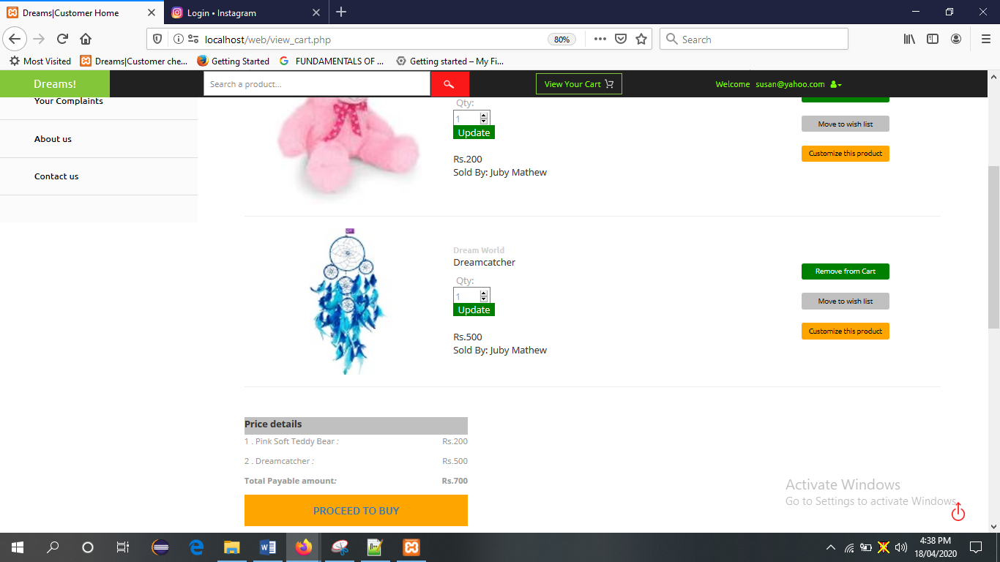 Dreams|Customer Home
Login • Instagram
localhost/web/view_cart.php
80%
Search
Most Visited
Dreams|Customer che...
Getting Started
FUNDAMENTALS OF ...
Getting started – My Fi...
Dreams!
Search a product...
View Your Cart
Welcome susan@yahoo.com
Your Complaints
About us
Contact us
Qty:
1
Update
Rs.200
Sold By: Juby Mathew
Move to wish list
Customize this product
Dream World
Dreamcatcher
Qty:
1
Update
Rs.500
Sold By: Juby Mathew
Remove from Cart
Move to wish list
Customize this product
Price details
1 . Pink Soft Teddy Bear : Rs.200
2 . Dreamcatcher : Rs.500
Total Payable amount: Rs.700
PROCEED TO BUY
Activate Windows
Go to Settings to activate Windows.
4:38 PM
18/04/2020